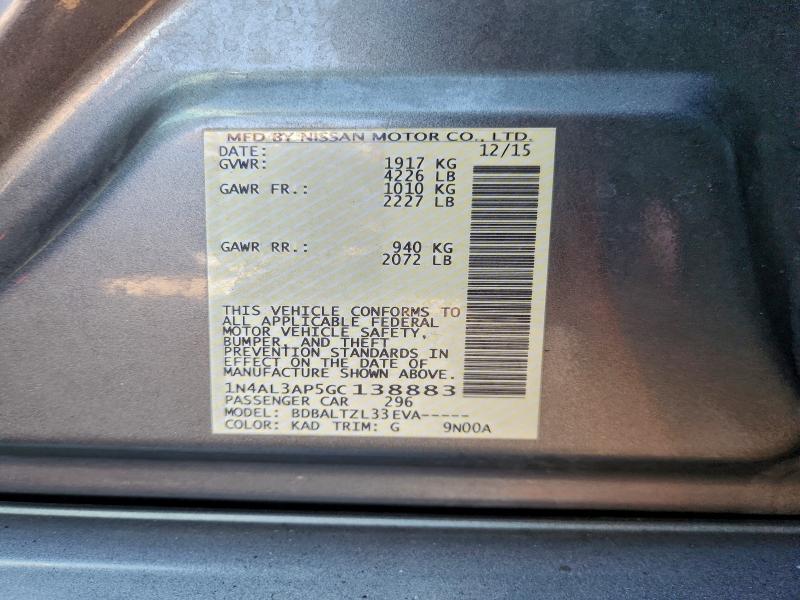 MFD BY NISSAN MOTOR CO., LTD.
DATE: 12/15
GVWR: 1917 KG
4226 LB
GAWR FR.: 1010 KG
2227 LB
GAWR RR.: 940 KG
2072 LB
THIS VEHICLE CONFORMS TO
ALL APPLICABLE FEDERAL
MOTOR VEHICLE SAFETY,
BUMPER, AND THEFT
PREVENTION STANDARDS IN
EFFECT ON THE DATE OF
MANUFACTURE SHOWN ABOVE.
1N4AL3AP5GC138883
PASSENGER CAR 296
MODEL: BDBALTZL33EVA-----
COLOR: KAD TRIM: G 9N00A